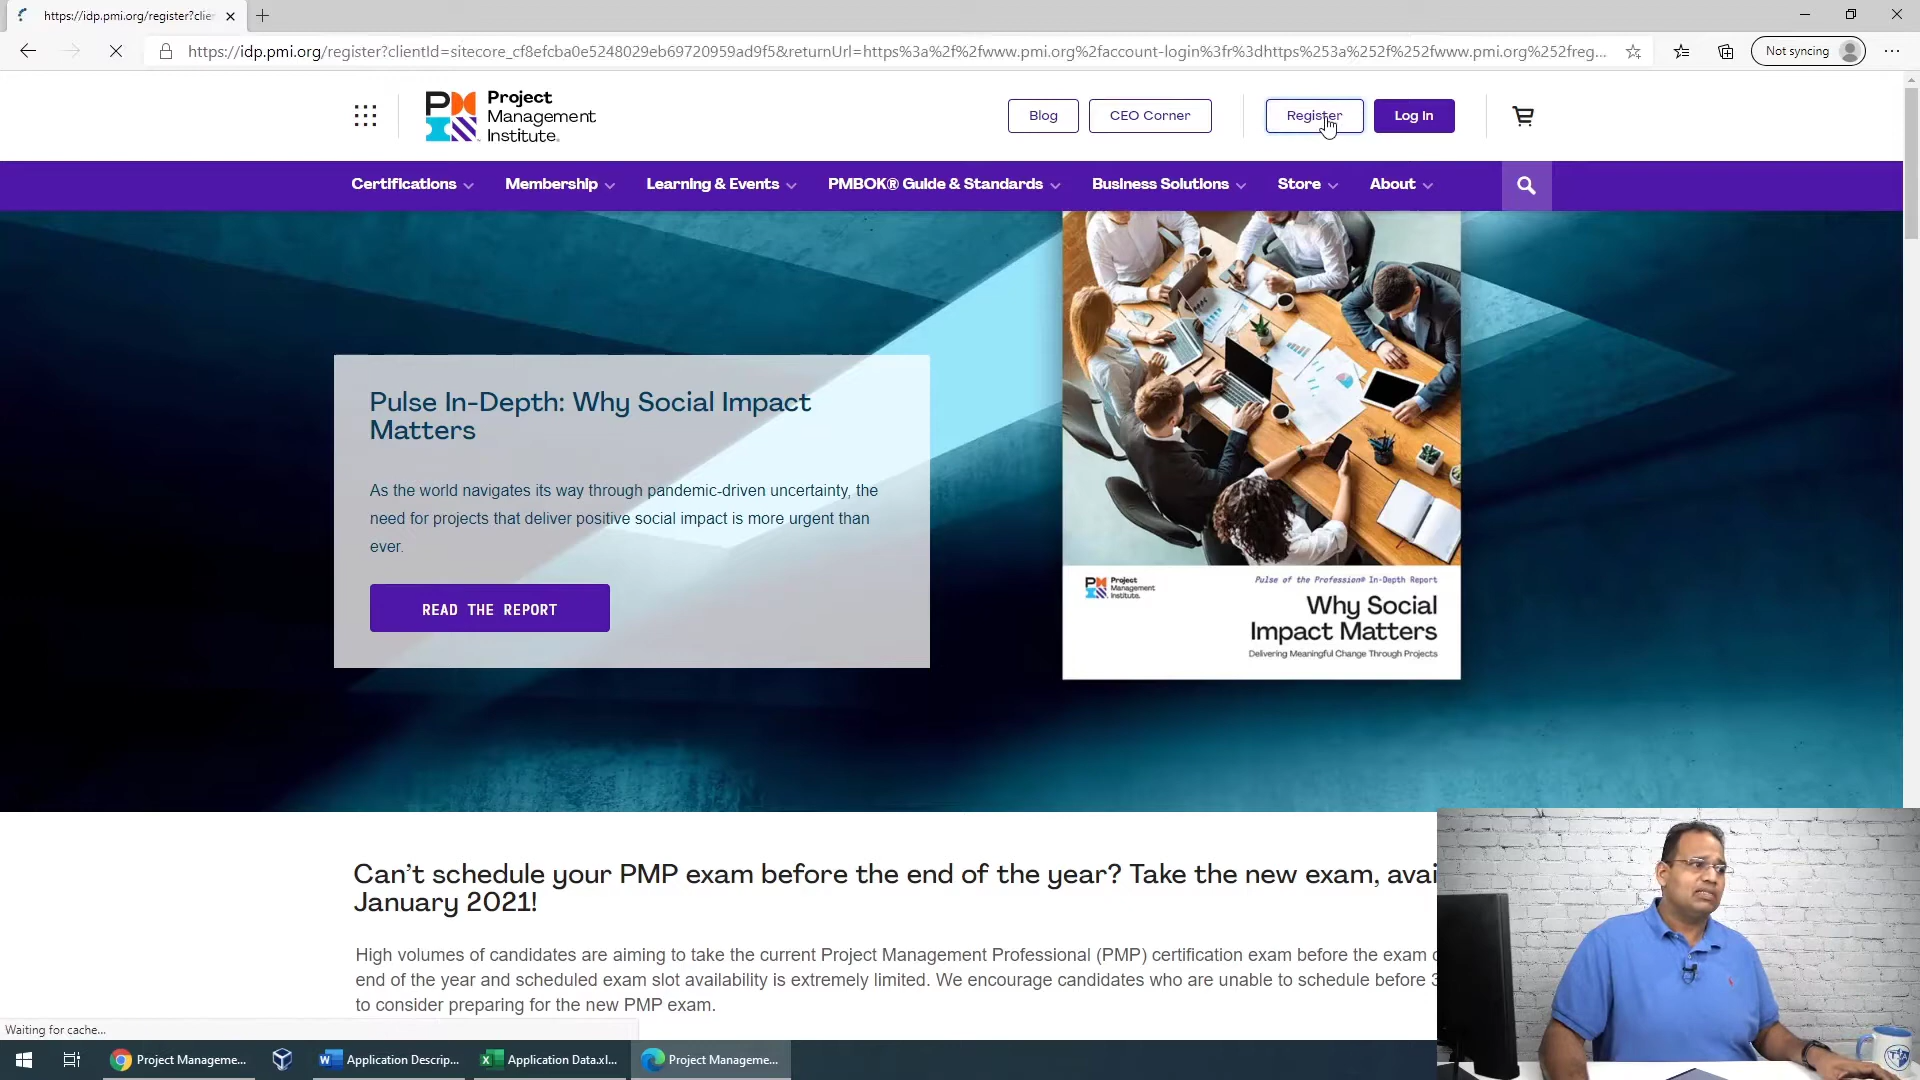 https://idp.pmi.org/register?clie
https://idp.pmi.org/register?clientId=sitecore_cf8efcba0e5248029eb69720959ad9f5&returnUrl=https%3a%2f%2fwww.pmi.org%2faccount-login%3fr%3dhttps%253a%252f%252fwww.pmi.org%252freg...
Not syncing
Project
Management
Institute.
Blog
CEO Corner
Register
Log In
Certifications
Membership
Learning & Events
PMBOK® Guide & Standards
Business Solutions
Store
About
Pulse In-Depth: Why Social Impact
Matters
As the world navigates its way through pandemic-driven uncertainty, the
need for projects that deliver positive social impact is more urgent than
ever.
READ THE REPORT
Project
Management
Institute.
Pulse of the Profession® In-Depth Report
Why Social
Impact Matters
Delivering Meaningful Change Through Projects
Can't schedule your PMP exam before the end of the year? Take the new exam, avai
January 2021!
High volumes of candidates are aiming to take the current Project Management Professional (PMP) certification exam before the exam
end of the year and scheduled exam slot availability is extremely limited. We encourage candidates who are unable to schedule before 3
to consider preparing for the new PMP exam.
Waiting for cache...
Project Manageme...
Application Descrip...
Application Data.xl...
Project Manageme...